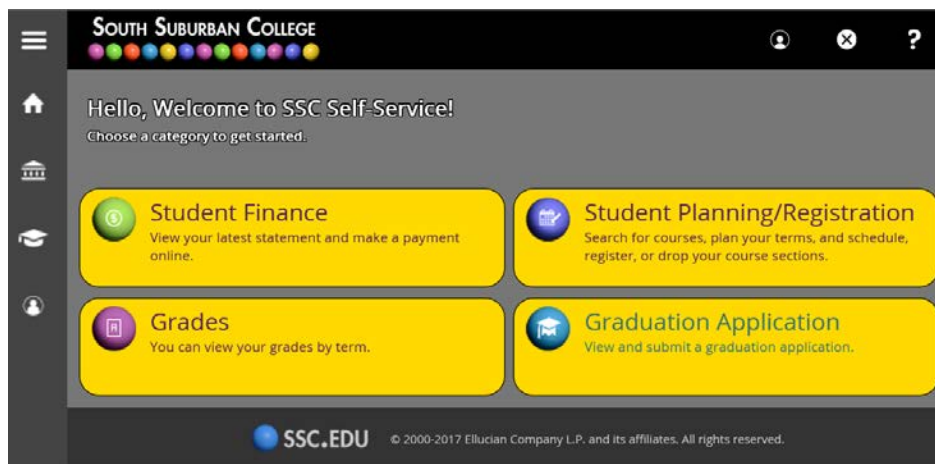 SOUTH SUBURBAN COLLEGE
?
Hello, Welcome to SSC Self-Service!
Choose a category to get started.
Student Finance
View your latest statement and make a payment
online.
Student Planning/Registration
Search for courses, plan your terms, and schedule,
register, or drop your course sections.
Grades
You can view your grades by term.
Graduation Application
View and submit a graduation application.
SSC.EDU © 2000-2017 Ellucian Company L.P. and its affiliates. All rights reserved.